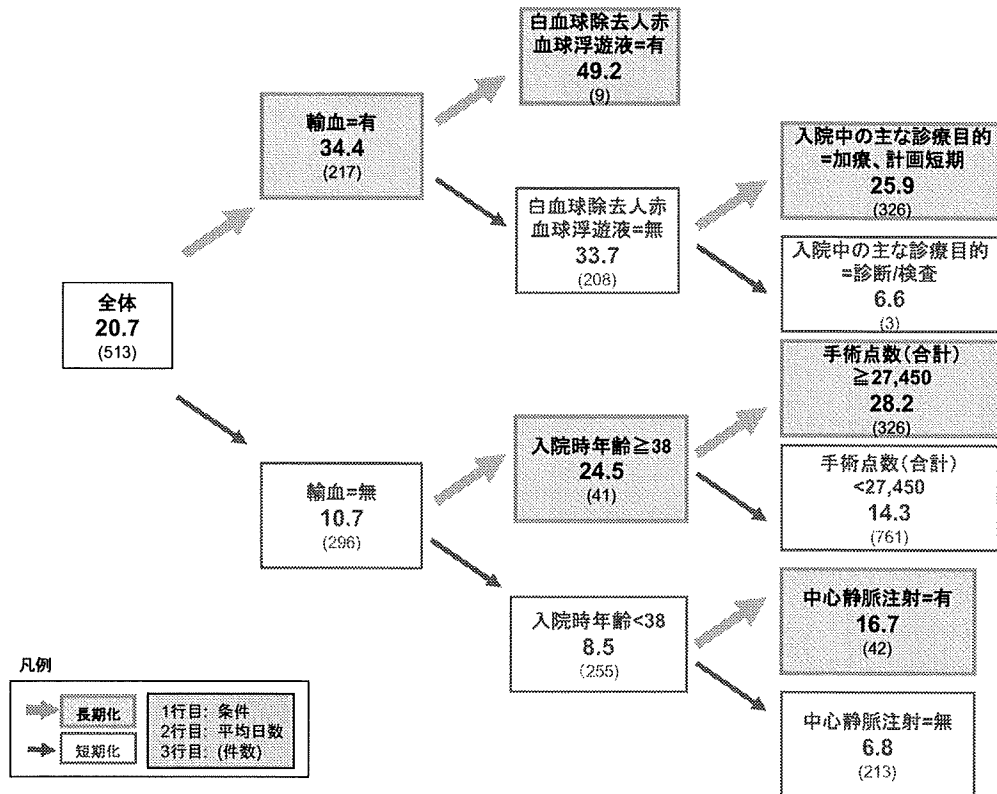 白血球除去人赤
血球浮遊液=有
49.2
(9)
輸血=有
34.4
(217)
入院中の主な診療目的
=加療、計画短期
25.9
(326)
白血球除去人赤
血球浮遊液=無
33.7
(208)
入院中の主な診療目的
=診断/検査
6.6
(3)
全体
20.7
(513)
手術点数(合計)
≧27,450
28.2
(326)
入院時年齢≧38
24.5
(41)
手術点数(合計)
<27,450
14.3
(761)
輸血=無
10.7
(296)
中心静脈注射=有
16.7
(42)
入院時年齢<38
8.5
(255)
中心静脈注射=無
6.8
(213)
凡例
長期化
短期化
1行目: 条件
2行目: 平均日数
3行目: (件数)